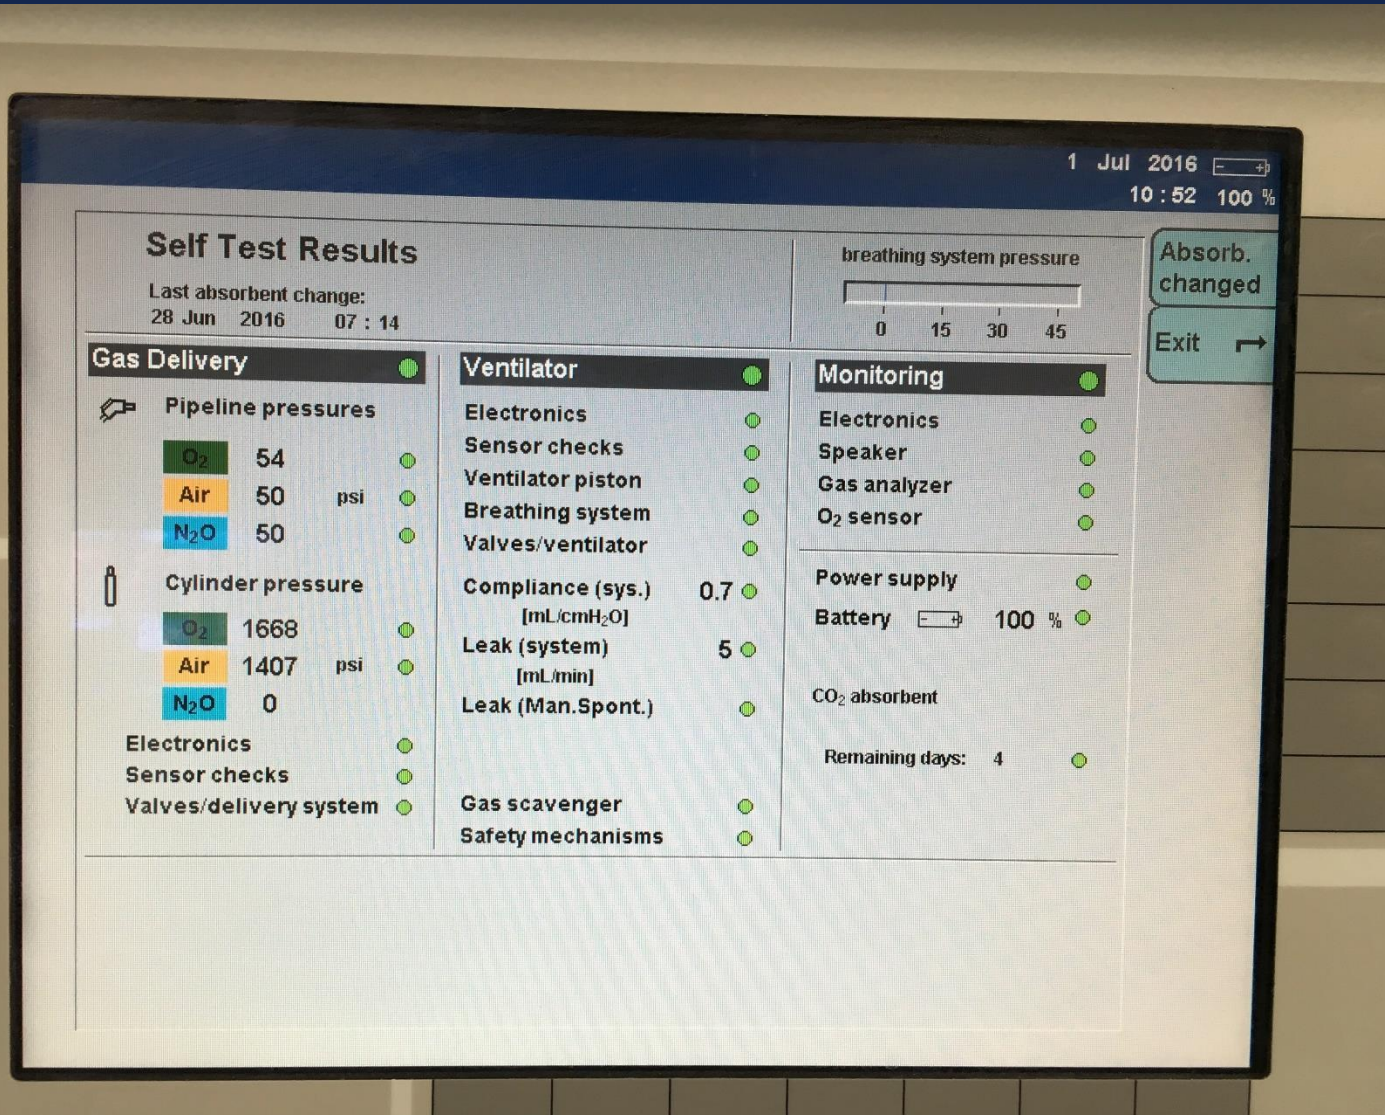 1 Jul 2016
10 : 52 100 %
Self Test Results
Last absorbent change:
28 Jun 2016 07 : 14
breathing system pressure
0 15 30 45
Absorb.
changed
Exit
Gas Delivery
Pipeline pressures
O₂ 54
Air 50 psi
N₂O 50
Cylinder pressure
O₂ 1668
Air 1407 psi
N₂O 0
Electronics
Sensor checks
Valves/delivery system
Ventilator
Electronics
Sensor checks
Ventilator piston
Breathing system
Valves/ventilator
Compliance (sys.) 0.7
[mL/cmH₂O]
Leak (system) 5
[mL/min]
Leak (Man.Spont.)
Gas scavenger
Safety mechanisms
Monitoring
Electronics
Speaker
Gas analyzer
O₂ sensor
Power supply
Battery - + 100 %
CO₂ absorbent
Remaining days: 4